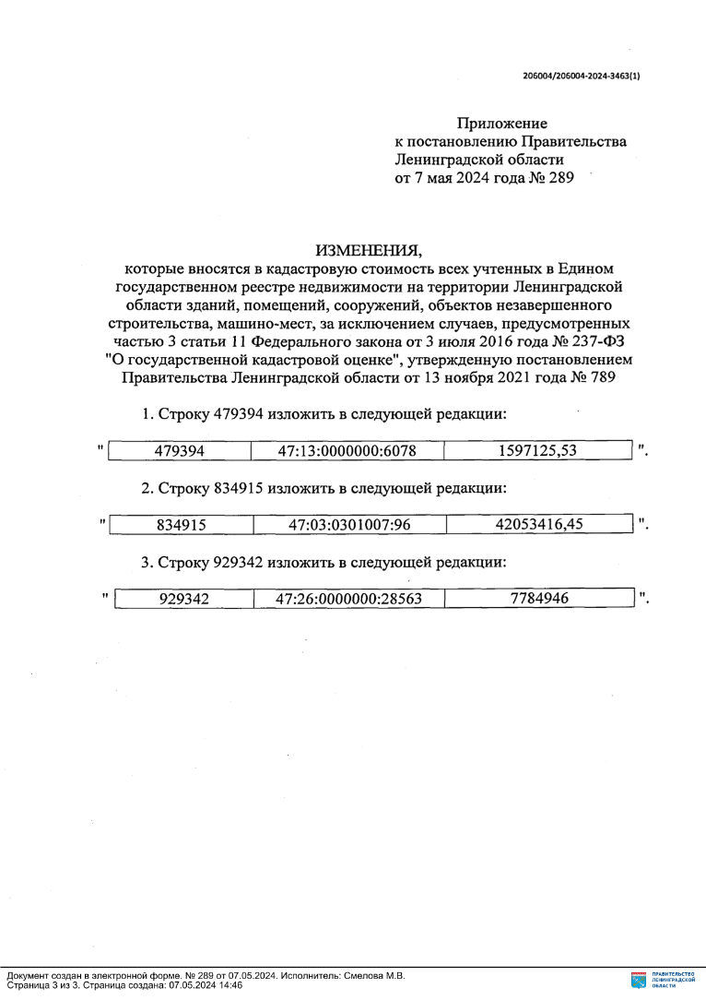 206004/206004-2024-3463(1)
Приложение
к постановлению Правительства
Ленинградской области
от 7 мая 2024 года № 289
ИЗМЕНЕНИЯ,
которые вносятся в кадастровую стоимость всех учтенных в Едином
государственном реестре недвижимости на территории Ленинградской
области зданий, помещений, сооружений, объектов незавершенного
строительства, машино-мест, за исключением случаев, предусмотренных
частью 3 статьи 11 Федерального закона от 3 июля 2016 года № 237-ФЗ
"О государственной кадастровой оценке", утвержденную постановлением
Правительства Ленинградской области от 13 ноября 2021 года № 789
1. Строку 479394 изложить в следующей редакции:
" 479394 47:13:0000000:6078 1597125,53 ".
2. Строку 834915 изложить в следующей редакции:
" 834915 47:03:0301007:96 42053416,45 ".
3. Строку 929342 изложить в следующей редакции:
" 929342 47:26:0000000:28563 7784946 ".
Документ создан в электронной форме. № 289 от 07.05.2024. Исполнитель: Смелова М.В.
Страница 3 из 3. Страница создана: 07.05.2024 14:46
ПРАВИТЕЛЬСТВО
ЛЕНИНГРАДСКОЙ
ОБЛАСТИ